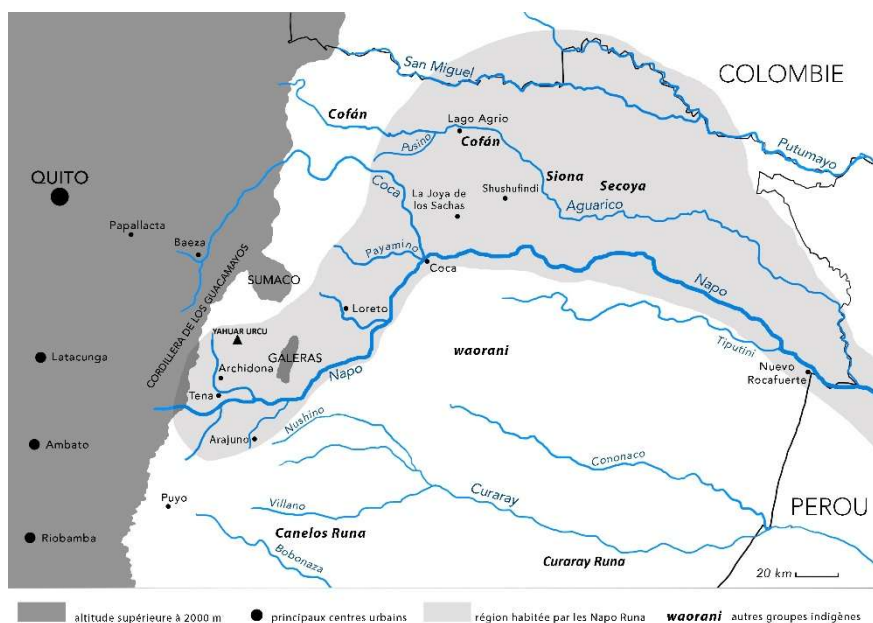 San Miguel
COLOMBIE
Cofán
Lago Agrio
Pusino
Cofán
Putumayo
QUITO
Coca
Siona
Secoya
La Joya de
los Sachas
Shushufindi
Aguarico
Papallacta
Baeza
Payamino
Coca
SUMACO
CORDILLERA DE LOS GUACAMAYOS
Napo
Loreto
YAHUAR URCU
GALERAS
waorani
Tiputini
Latacunga
Archidona
Napo
Nuevo
Rocafuerte
Tena
Nushino
Arajuno
Ambato
Cononaco
Puyo
Villano
Curaray
PEROU
Canelos Runa
Riobamba
Bobonaza
Curaray Runa
20 km
altitude supérieure à 2000 m
principaux centres urbains
région habitée par les Napo Runa
waorani autres groupes indigènes